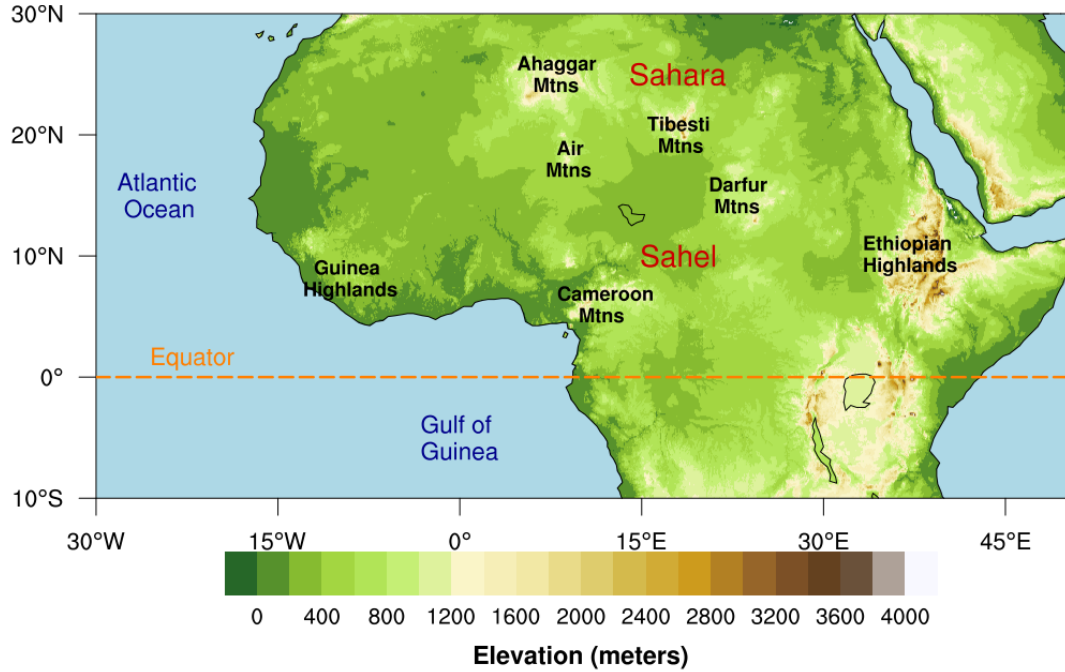 30°N
20°N
10°N
0°
10°S
Ahaggar
Mtns
Sahara
Tibesti
Mtns
Air
Mtns
Darfur
Mtns
Atlantic
Ocean
Sahel
Ethiopian
Highlands
Guinea
Highlands
Cameroon
Mtns
Equator
Gulf of
Guinea
30°W 15°W 0° 15°E 30°E 45°E
0 400 800 1200 1600 2000 2400 2800 3200 3600 4000
Elevation (meters)